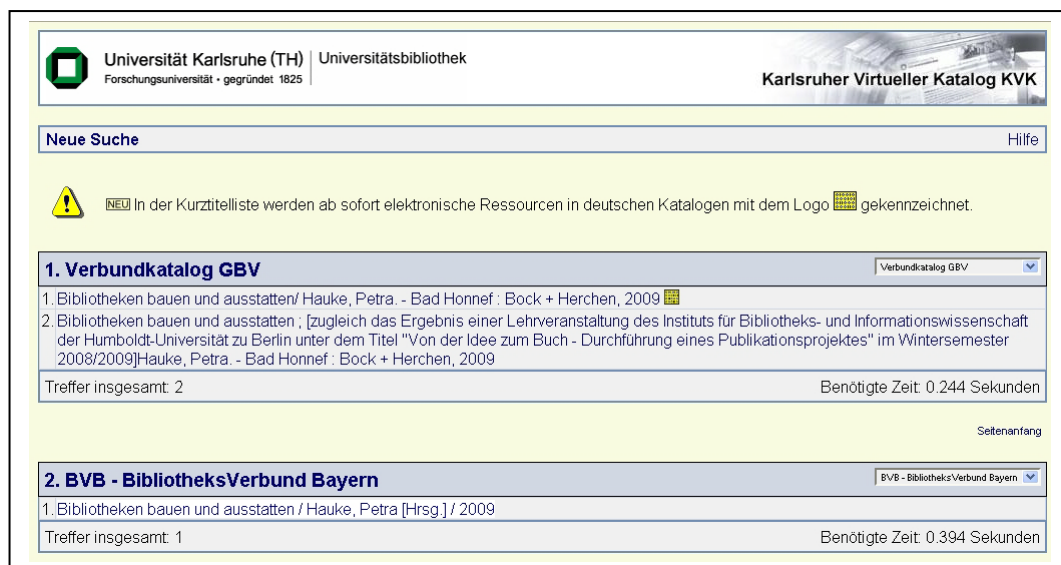 Universität Karlsruhe (TH)
Forschungsuniversität • gegründet 1825
Universitätsbibliothek
Karlsruher Virtueller Katalog KVK
Neue Suche Hilfe
NEU In der Kurztitelliste werden ab sofort elektronische Ressourcen in deutschen Katalogen mit dem Logo gekennzeichnet.
1. Verbundkatalog GBV Verbundkatalog GBV
1. Bibliotheken bauen und ausstatten/ Hauke, Petra. - Bad Honnef : Bock + Herchen, 2009
2. Bibliotheken bauen und ausstatten ; [zugleich das Ergebnis einer Lehrveranstaltung des Instituts für Bibliotheks- und Informationswissenschaft
der Humboldt-Universität zu Berlin unter dem Titel "Von der Idee zum Buch - Durchführung eines Publikationsprojektes" im Wintersemester
2008/2009]Hauke, Petra. - Bad Honnef : Bock + Herchen, 2009
Treffer insgesamt: 2 Benötigte Zeit: 0.244 Sekunden
Seitenanfang
2. BVB - BibliotheksVerbund Bayern BVB - BibliotheksVerbund Bayern
1. Bibliotheken bauen und ausstatten / Hauke, Petra [Hrsg.] / 2009
Treffer insgesamt: 1 Benötigte Zeit: 0.394 Sekunden